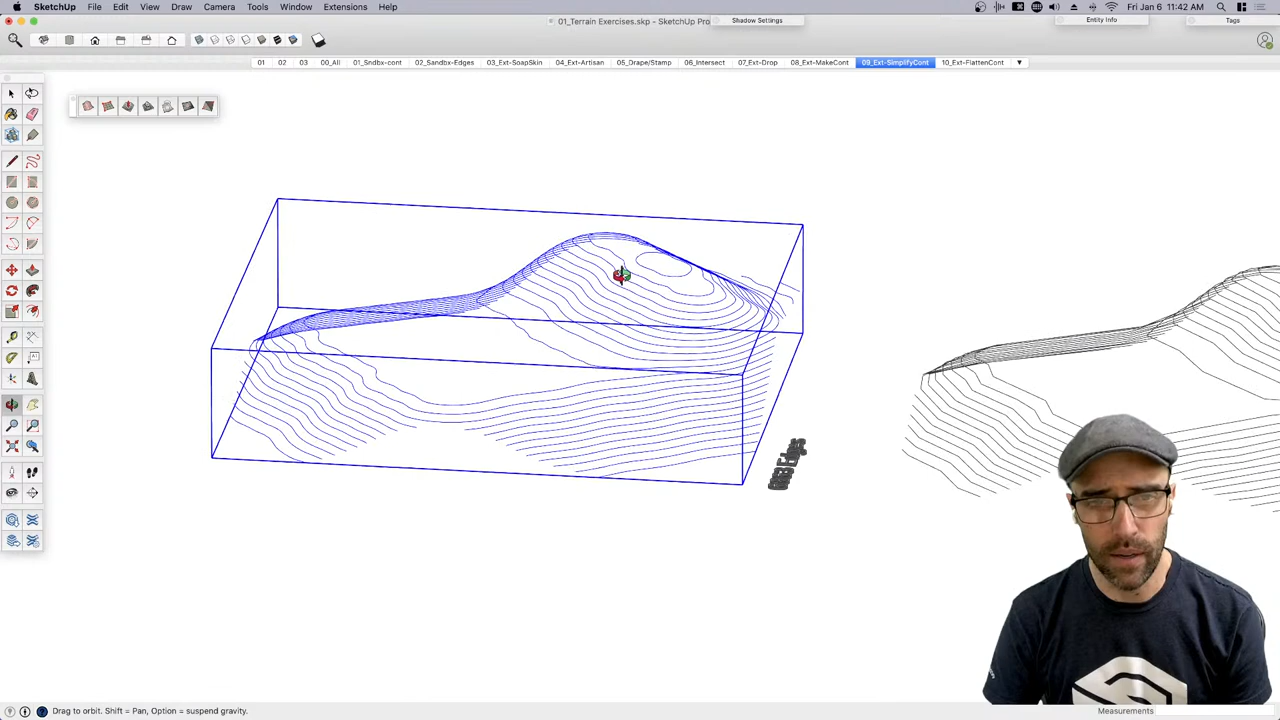 SketchUp File Edit View Draw Camera Tools Window Extensions Help Fri Jan 6 11:42 AM
01_Terrain Exercises.skp - SketchUp Pro Shadow Settings Entity Info Tags
01 02 03 00_All 01_Sndbx-cont 02_Sandbx-Edges 03_Ext-SoapSkin 04_Ext-Artisan 05_Drape/Stamp 06_Intersect 07_Ext-Drop 08_Ext-MakeCont 09_Ext-SimplifyCont 10_Ext-FlattenCont
Drag to orbit. Shift = Pan, Option = suspend gravity. Measurements